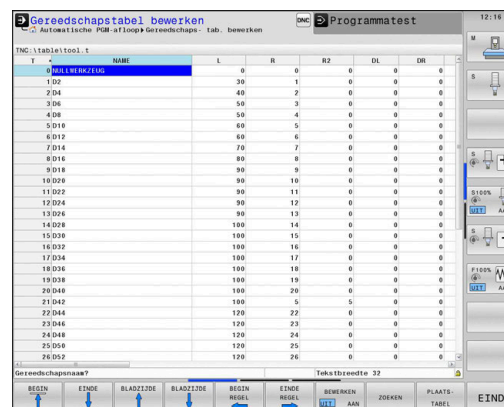 Gereedschapstabel bewerken DNC Programmatest 12:16
Automatische PGM-afloop▶Gereedschaps- tab. bewerken
TNC:\table\tool.t
T NAME L R R2 DL DR
0 NULLWERKZEUG 0 0 0 0 0
1 D2 30 1 0 0 0
2 D4 40 2 0 0 0
3 D6 50 3 0 0 0
4 D8 50 4 0 0 0
5 D10 60 5 0 0 0
6 D12 60 6 0 0 0
7 D14 70 7 0 0 0
8 D16 80 8 0 0 0
9 D18 90 9 0 0 0
10 D20 90 10 0 0 0
11 D22 90 11 0 0 0
12 D24 90 12 0 0 0
13 D26 90 13 0 0 0
14 D28 100 14 0 0 0
15 D30 100 15 0 0 0
16 D32 100 16 0 0 0
17 D34 100 17 0 0 0
18 D36 100 18 0 0 0
19 D38 100 19 0 0 0
20 D40 100 20 0 0 0
21 D42 100 5 5 0 0
22 D44 120 22 0 0 0
23 D46 120 23 0 0 0
24 D48 120 24 0 0 0
25 D50 120 25 0 0 0
26 D52 120 26 0 0 0
Gereedschapsnaam? Tekstbreedte 32
M
S
S
S100%
UIT AA
S
F100% AA
UIT
BEGIN
EINDE
BLADZIJDE
BLADZIJDE
BEGIN REGEL
EINDE REGEL
BEWERKEN
UIT AAN
ZOEKEN
PLAATS-
TABEL
EIND